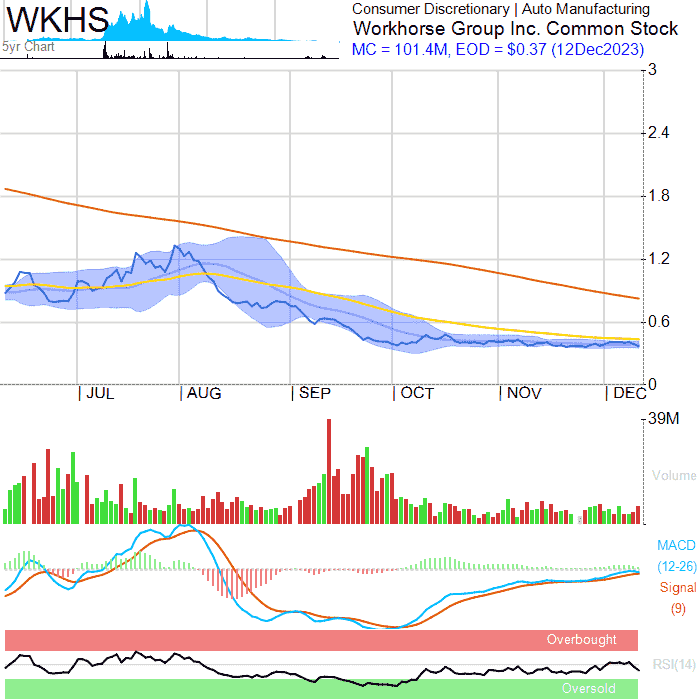 WKHS
5yr Chart
Consumer Discretionary | Auto Manufacturing
Workhorse Group Inc. Common Stock
MC = 101.4M, EOD = $0.37 (12Dec2023)
3
2.4
1.8
1.2
0.6
0
| JUL | AUG | SEP | OCT | NOV | DEC
39M
Volume
MACD
(12-26)
Signal
(9)
Overbought
RSI(14)
Oversold